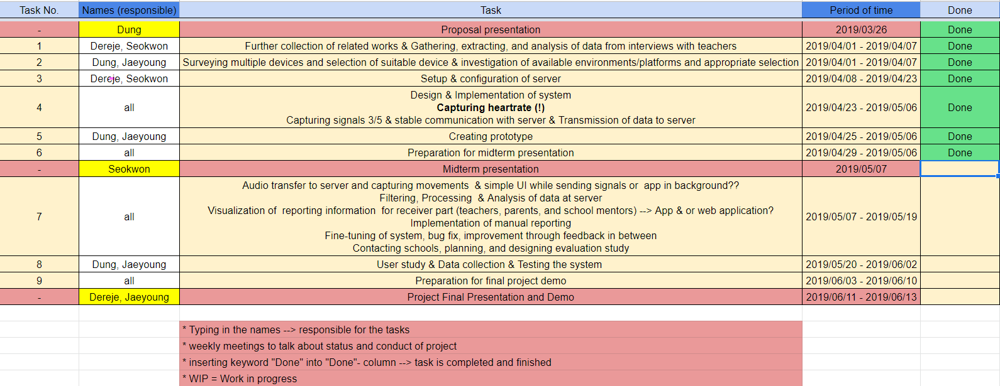 Task No. Names (responsible) Task Period of time Done
- Dung Proposal presentation 2019/03/26 Done
1 Dereje, Seokwon Further collection of related works & Gathering, extracting, and analysis of data from interviews with teachers 2019/04/01 - 2019/04/07 Done
2 Dung, Jaeyoung Surveying multiple devices and selection of suitable device & investigation of available environments/platforms and appropriate selection 2019/04/01 - 2019/04/07 Done
3 Dereje, Seokwon Setup & configuration of server 2019/04/08 - 2019/04/23 Done
Design & Implementation of system
4 all Capturing heartrate (!) 2019/04/23 - 2019/05/06 Done
Capturing signals 3/5 & stable communication with server & Transmission of data to server
5 Dung, Jaeyoung Creating prototype 2019/04/25 - 2019/05/06 Done
6 all Preparation for midterm presentation 2019/04/29 - 2019/05/06 Done
- Seokwon Midterm presentation 2019/05/07
Audio transfer to server and capturing movements & simple UI while sending signals or app in background??
Filtering, Processing & Analysis of data at server
Visualization of reporting information for receiver part (teachers, parents, and school mentors) --> App & or web application?
7 all 2019/05/07 - 2019/05/19
Implementation of manual reporting
Fine-tuning of system, bug fix, improvement through feedback in between
Contacting schools, planning, and designing evaluation study
8 Dung, Jaeyoung User study & Data collection & Testing the system 2019/05/20 - 2019/06/02
9 all Preparation for final project demo 2019/06/03 - 2019/06/10
- Dereje, Jaeyoung Project Final Presentation and Demo 2019/06/11 - 2019/06/13
* Typing in the names --> responsible for the tasks
* weekly meetings to talk about status and conduct of project
* inserting keyword "Done" into "Done"- column --> task is completed and finished
* WIP = Work in progress